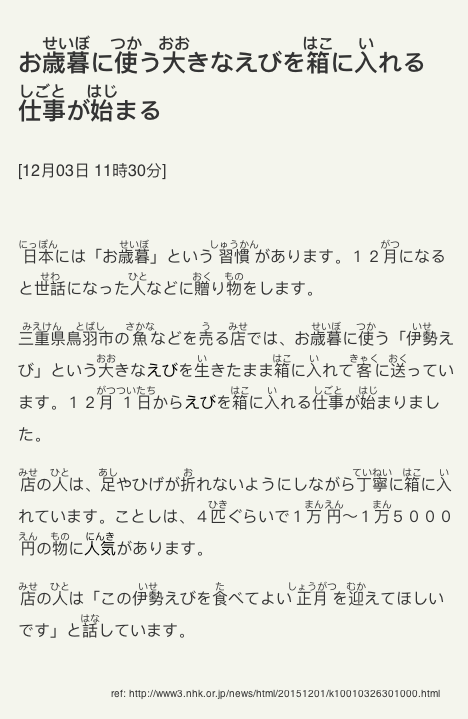 お歳暮に使う大きなえびを箱に入れる
仕事が始まる
[12月03日 11時30分]
日本には「お歳暮」という習慣があります。１２月になる
と世話になった人などに贈り物をします。
三重県鳥羽市の魚などを売る店では、お歳暮に使う「伊勢え
び」という大きなえびを生きたまま箱に入れて客に送ってい
ます。１２月１日からえびを箱に入れる仕事が始まりまし
た。
店の人は、足やひげが折れないようにしながら丁寧に箱に入
れています。ことしは、４匹ぐらいで１万円〜１万５０００
円の物に人気があります。
店の人は「この伊勢えびを食べてよい正月を迎えてほしい
です」と話しています。
ref: http://www3.nhk.or.jp/news/html/20151201/k10010326301000.html